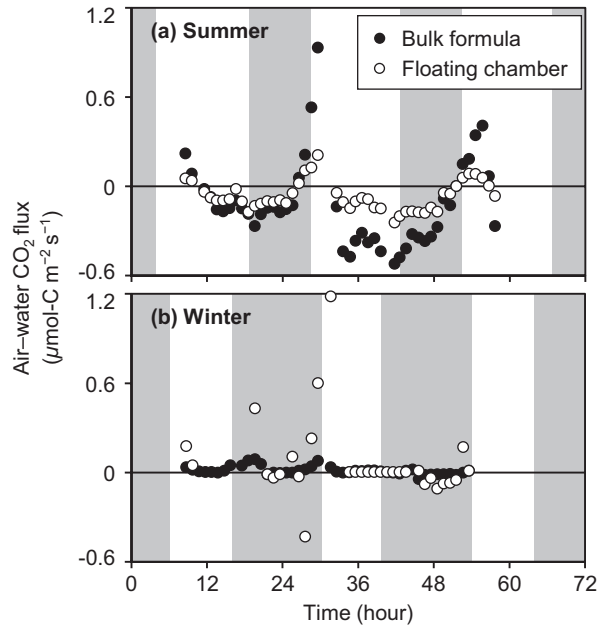 (a) Summer
Bulk formula
Floating chamber
1.2
0.6
0
-0.6
Air–water CO₂ flux
(µmol-C m⁻² s⁻¹)
(b) Winter
1.2
0.6
0
-0.6
0 12 24 36 48 60 72
Time (hour)